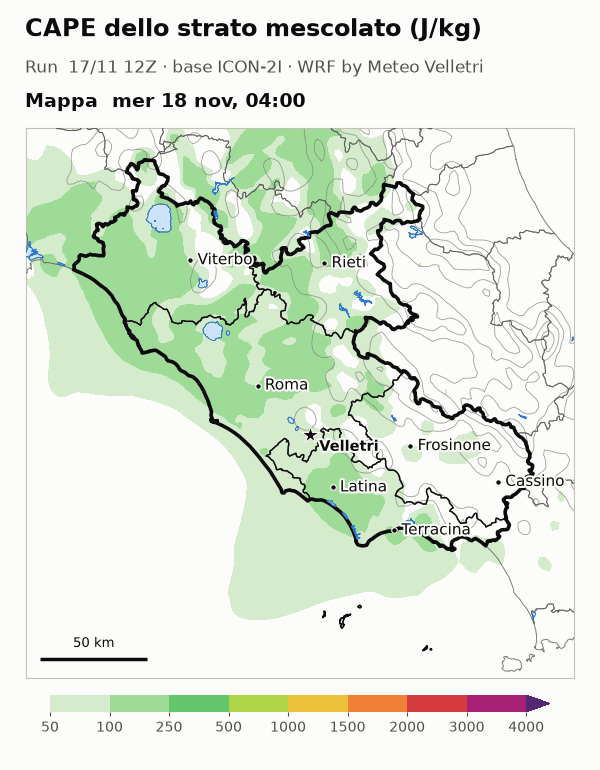 CAPE dello strato mescolato (J/kg)
Run 17/11 12Z · base ICON-2I · WRF by Meteo Velletri
Mappa mer 18 nov, 04:00
Viterbo
Rieti
Roma
Velletri
Frosinone
Cassino
Latina
Terracina
50 km
50 100 250 500 1000 1500 2000 3000 4000